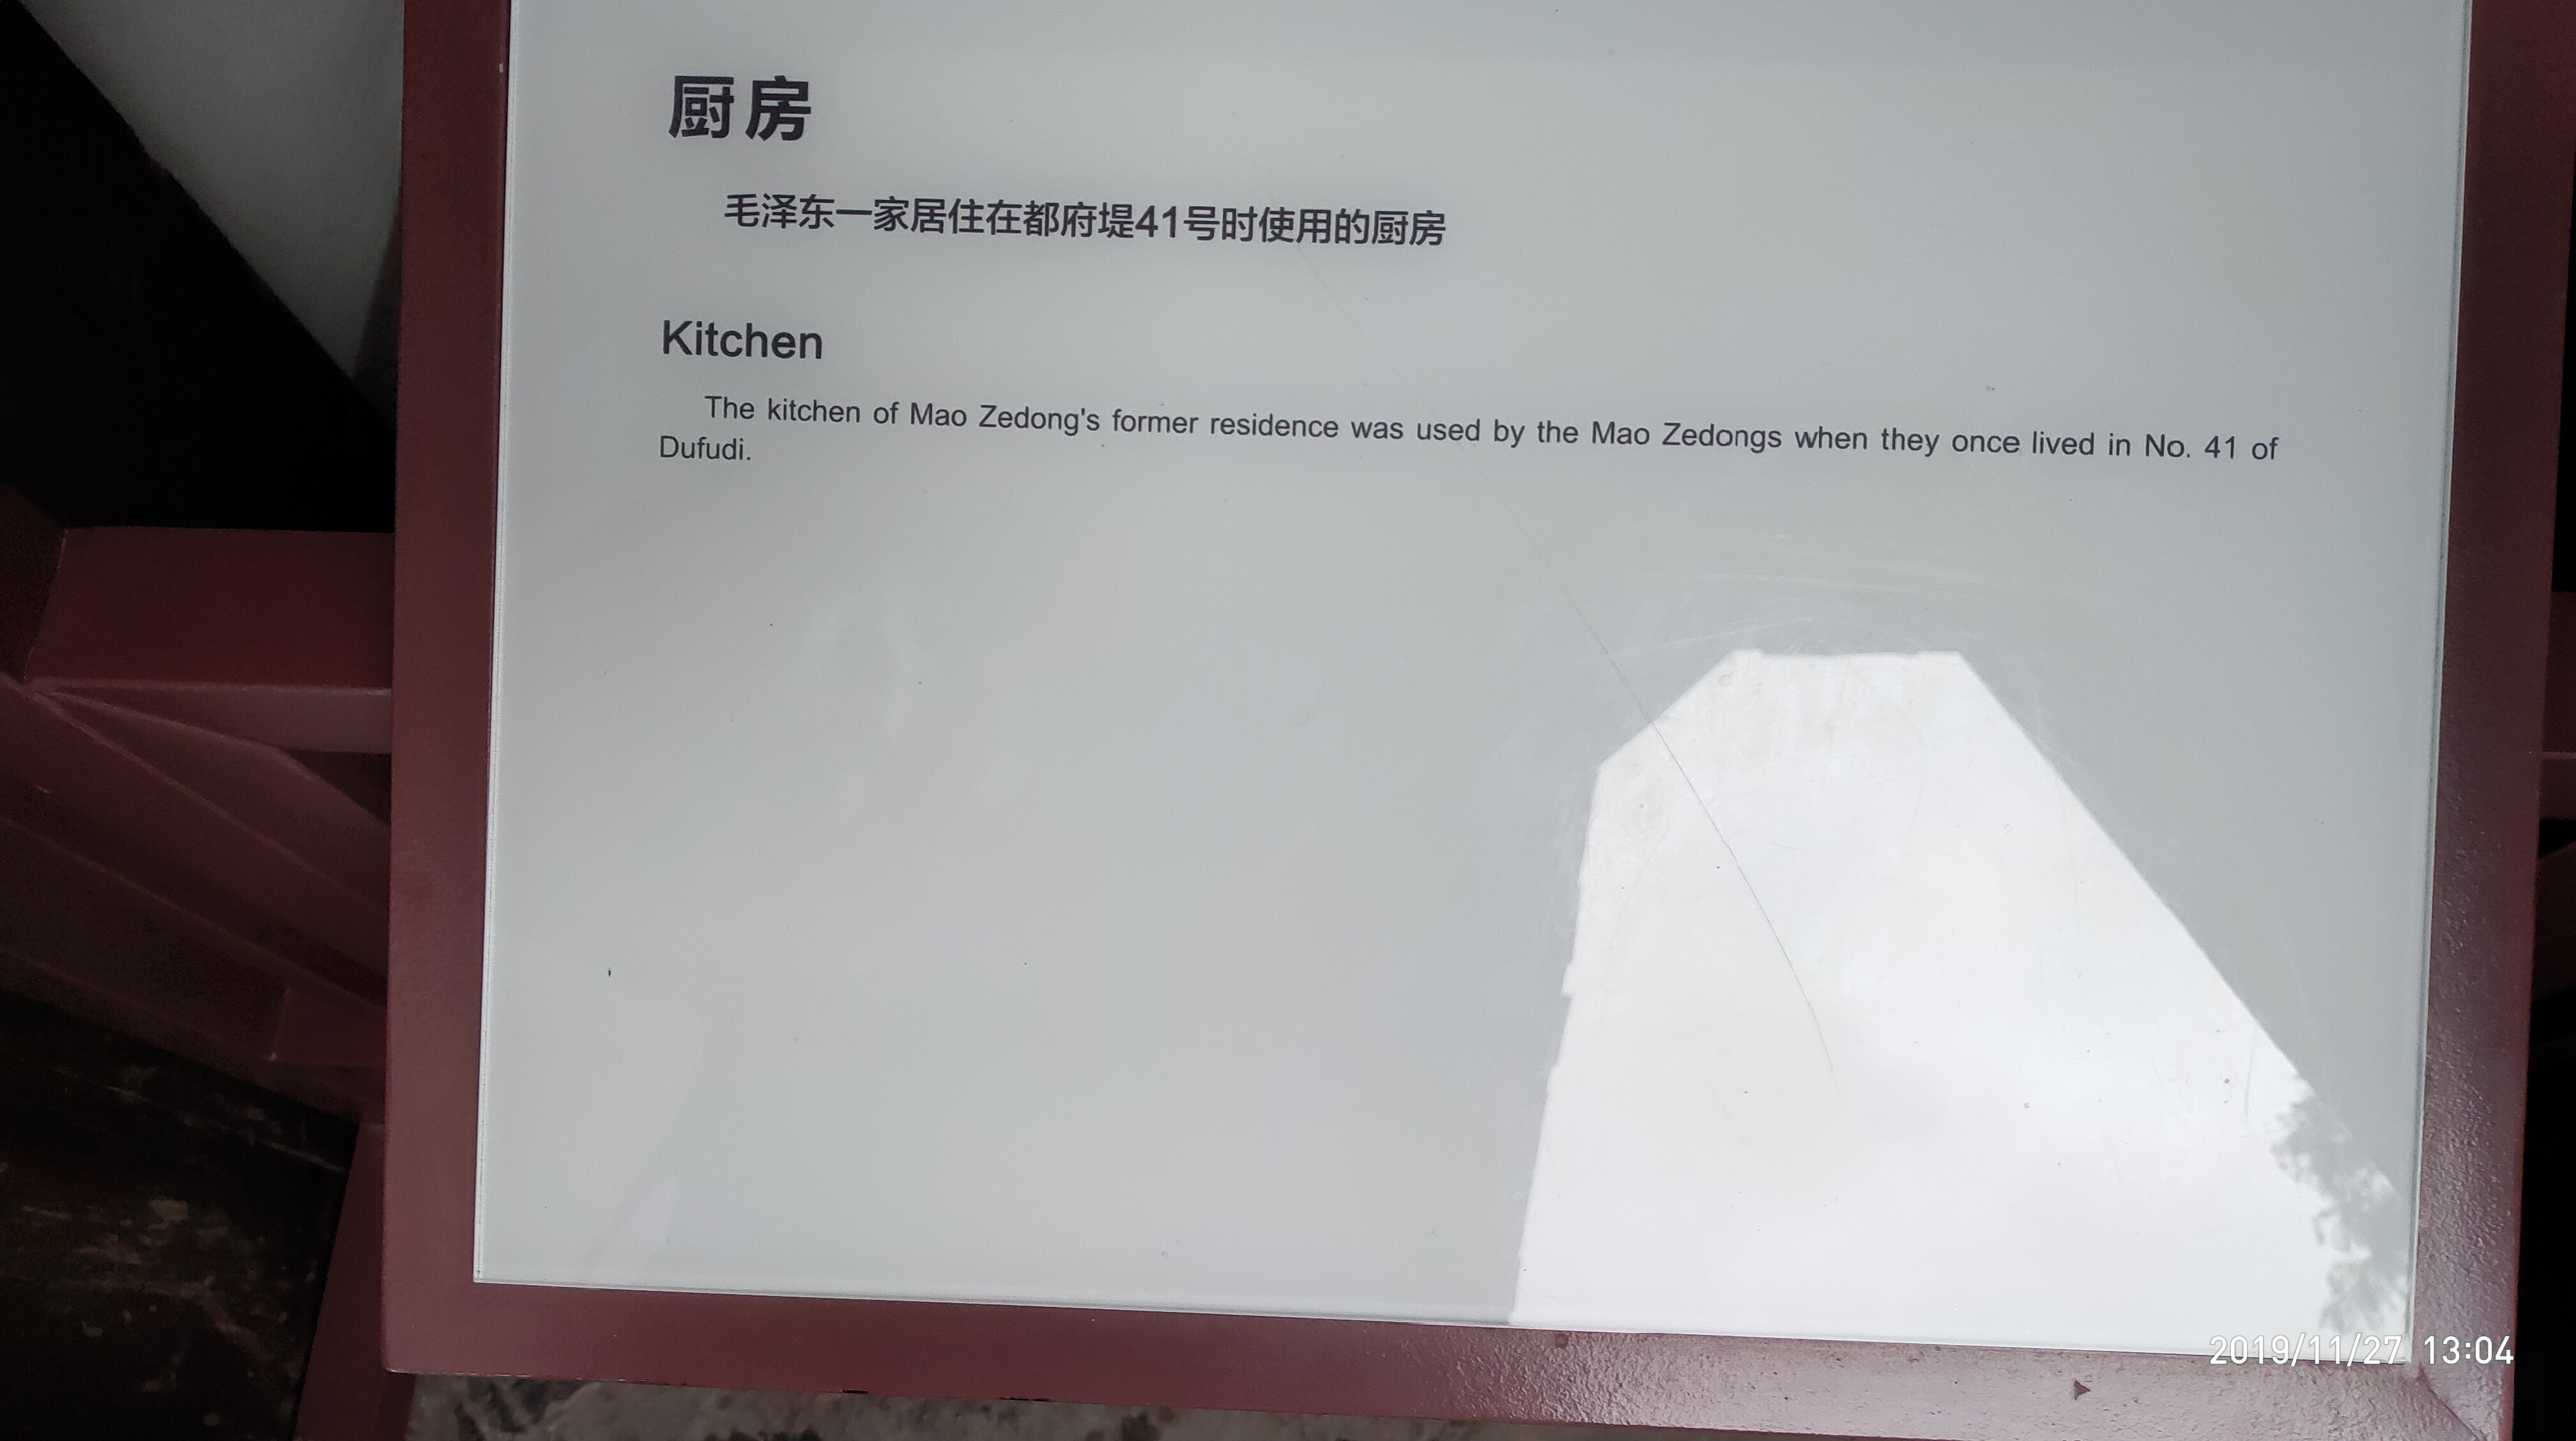 厨房
毛泽东一家居住在都府堤41号时使用的厨房
Kitchen
The kitchen of Mao Zedong's former residence was used by the Mao Zedongs when they once lived in No. 41 of
Dufudi.
2019/11/27 13:04